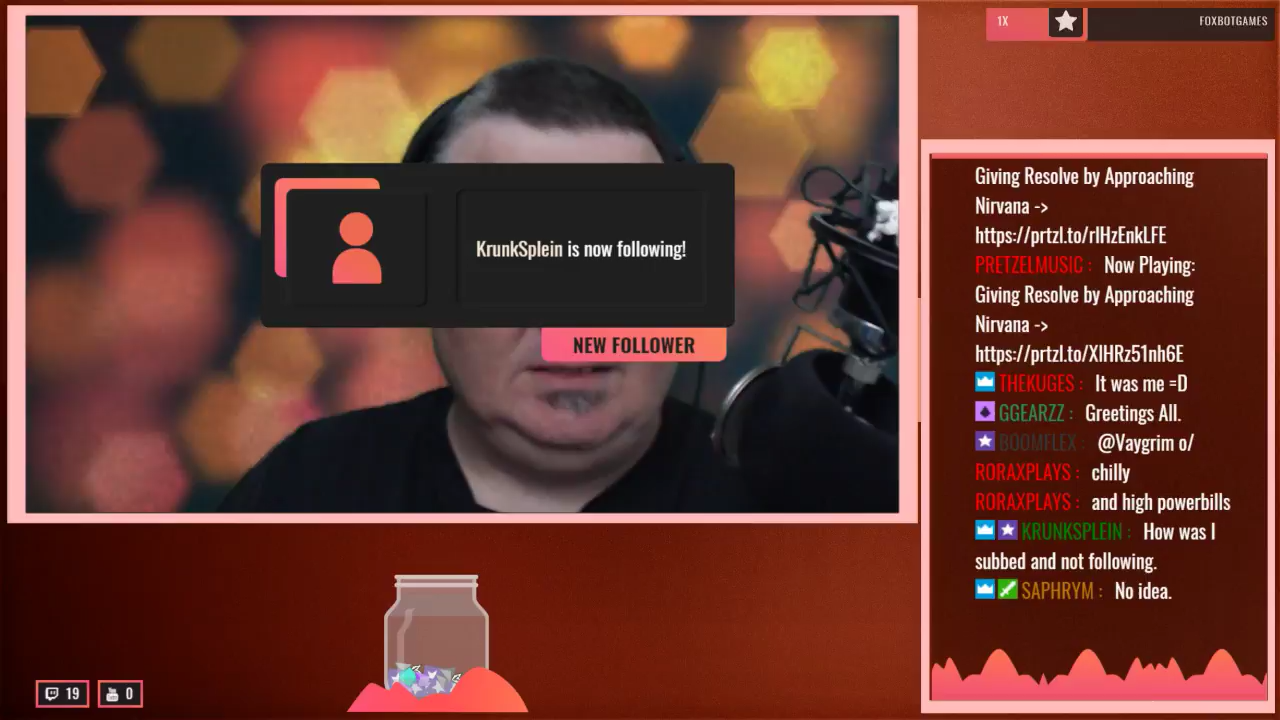 1X
FOXBOTGAMES
KrunkSplein is now following!
NEW FOLLOWER
Giving Resolve by Approaching
Nirvana ->
https://prtzl.to/rlHzEnkLFE
PRETZELMUSIC : Now Playing:
Giving Resolve by Approaching
Nirvana ->
https://prtzl.to/XlHRz51nh6E
THEKUGES : It was me =D
GGEARZZ : Greetings All.
BOOMFLEX : @Vaygrim o/
RORAXPLAYS : chilly
RORAXPLAYS : and high powerbills
KRUNKSPLEIN : How was I
subbed and not following.
SAPHRYM : No idea.
19
0